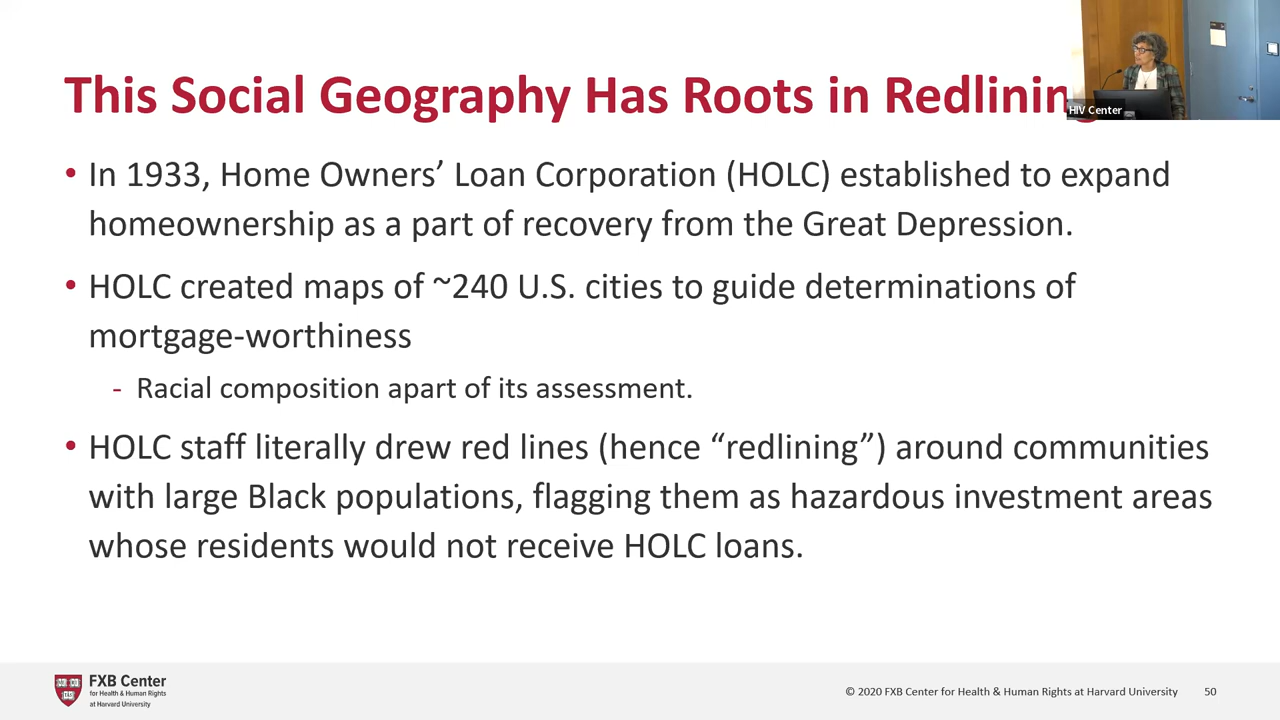 This Social Geography Has Roots in Redlining
HIV Center
• In 1933, Home Owners’ Loan Corporation (HOLC) established to expand
homeownership as a part of recovery from the Great Depression.
• HOLC created maps of ~240 U.S. cities to guide determinations of
mortgage-worthiness
- Racial composition apart of its assessment.
• HOLC staff literally drew red lines (hence “redlining”) around communities
with large Black populations, flagging them as hazardous investment areas
whose residents would not receive HOLC loans.
FXB Center
for Health & Human Rights
at Harvard University
© 2020 FXB Center for Health & Human Rights at Harvard University 50